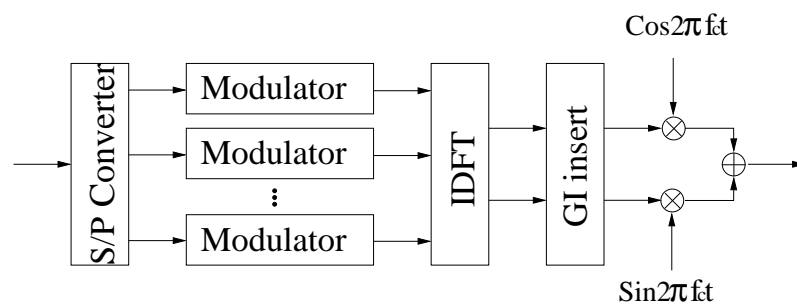 Cos2πfct
S/P Converter
Modulator
Modulator
Modulator
IDFT
GI insert
Sin2πfct